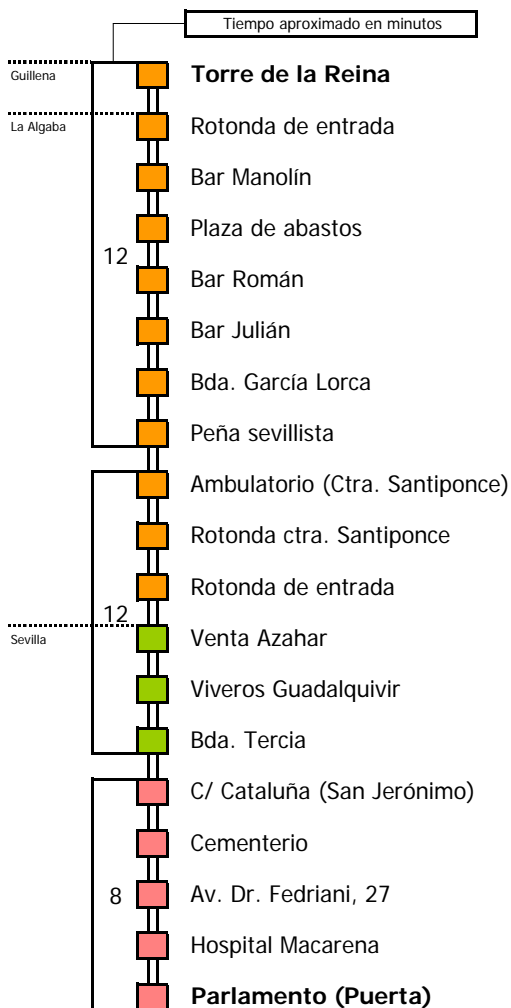 Tiempo aproximado en minutos
Guillena
Torre de la Reina
La Algaba
Rotonda de entrada
Bar Manolín
Plaza de abastos
12
Bar Román
Bar Julián
Bda. García Lorca
Peña sevillista
Ambulatorio (Ctra. Santiponce)
Rotonda ctra. Santiponce
Rotonda de entrada
12
Sevilla
Venta Azahar
Viveros Guadalquivir
Bda. Tercia
C/ Cataluña (San Jerónimo)
Cementerio
8
Av. Dr. Fedriani, 27
Hospital Macarena
Parlamento (Puerta)